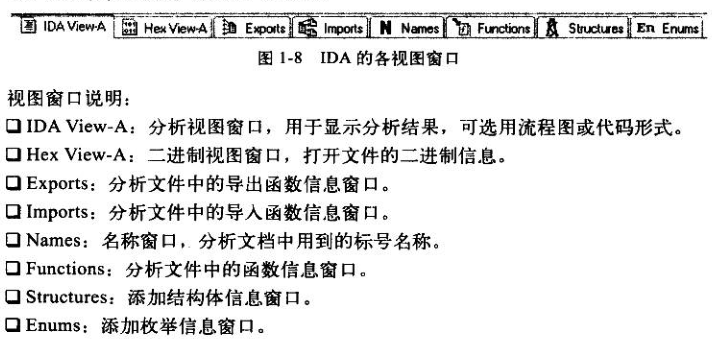 IDA View-A Hex View-A Exports Imports N Names Functions Structures En Enums
图 1-8 IDA 的各视图窗口
视图窗口说明：
❑ IDA View-A：分析视图窗口，用于显示分析结果，可选用流程图或代码形式。
❑ Hex View-A：二进制视图窗口，打开文件的二进制信息。
❑ Exports：分析文件中的导出函数信息窗口。
❑ Imports：分析文件中的导入函数信息窗口。
❑ Names：名称窗口，分析文档中用到的标号名称。
❑ Functions：分析文件中的函数信息窗口。
❑ Structures：添加结构体信息窗口。
❑ Enums：添加枚举信息窗口。